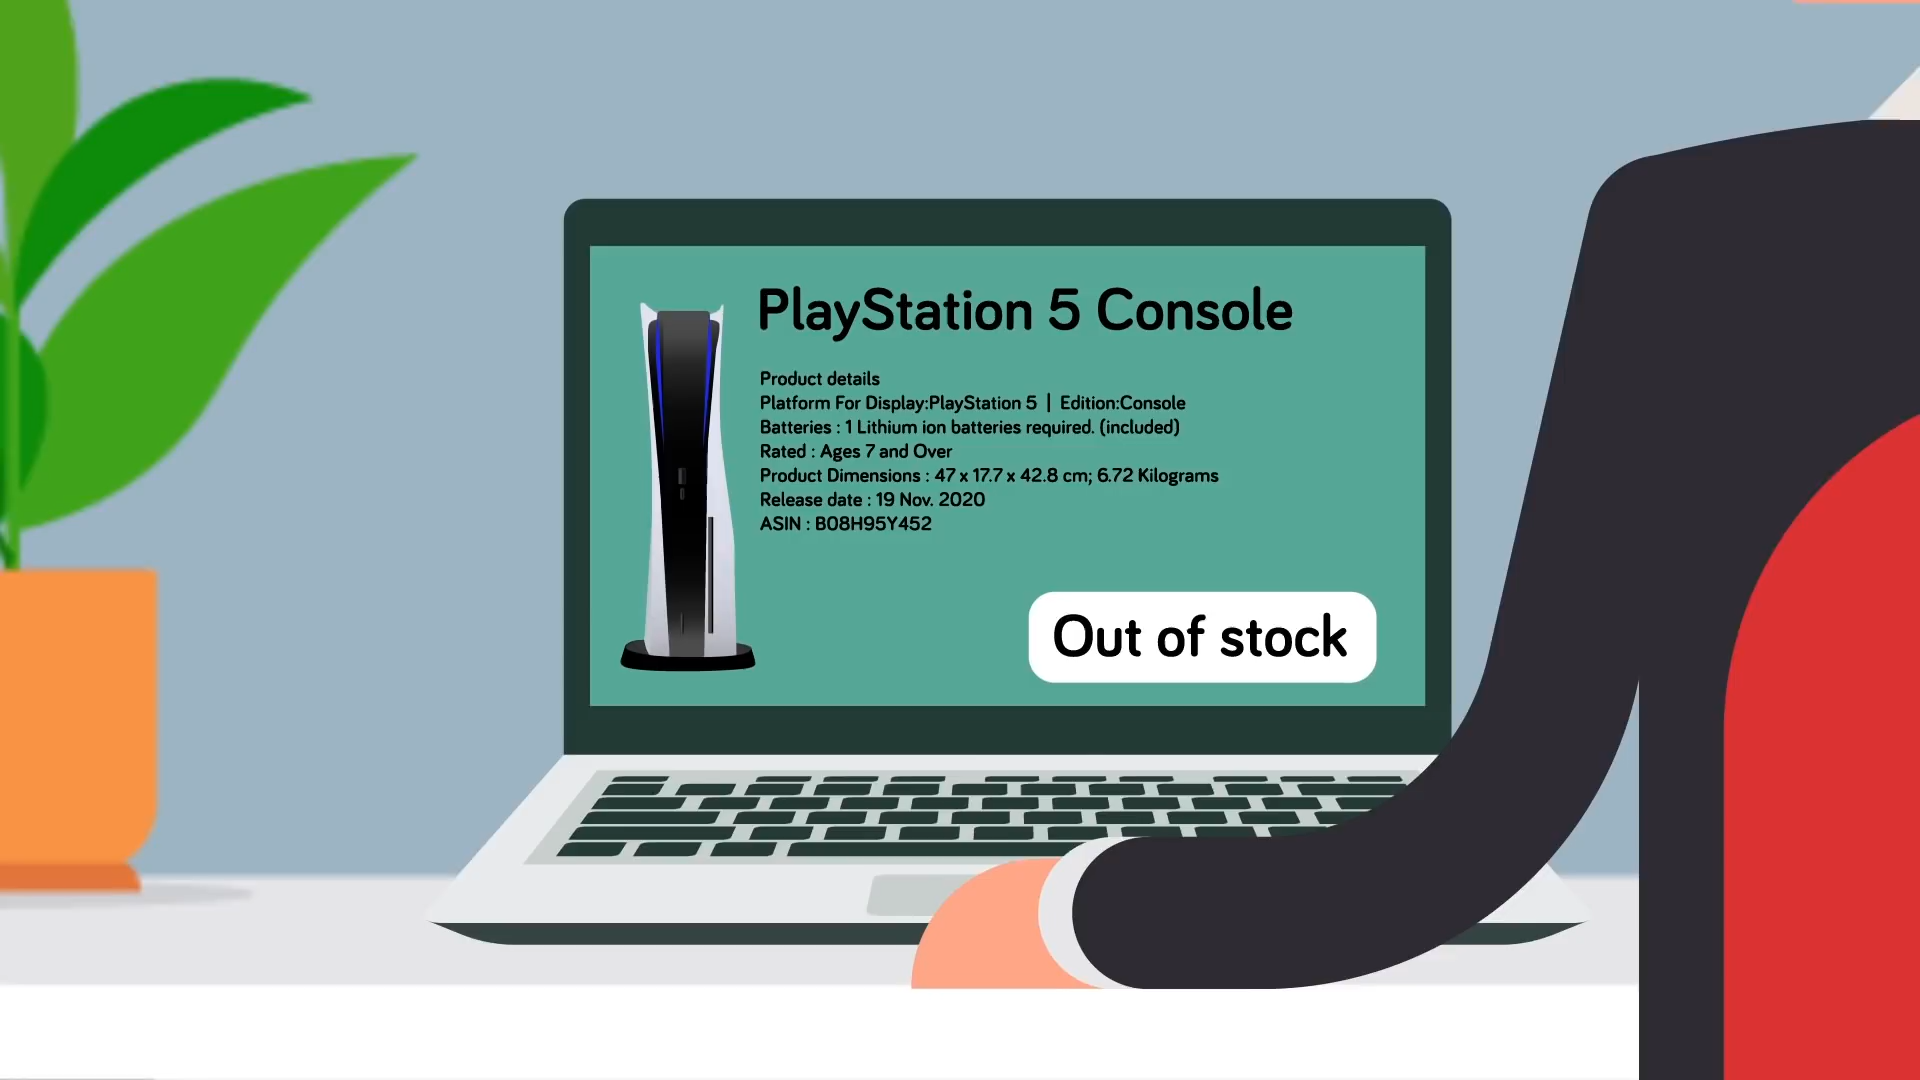 PlayStation 5 Console
Product details
Platform For Display:PlayStation 5 | Edition:Console
Batteries : 1 Lithium ion batteries required. (included)
Rated : Ages 7 and Over
Product Dimensions : 47 x 17.7 x 42.8 cm; 6.72 Kilograms
Release date : 19 Nov. 2020
ASIN : B08H95Y452
Out of stock